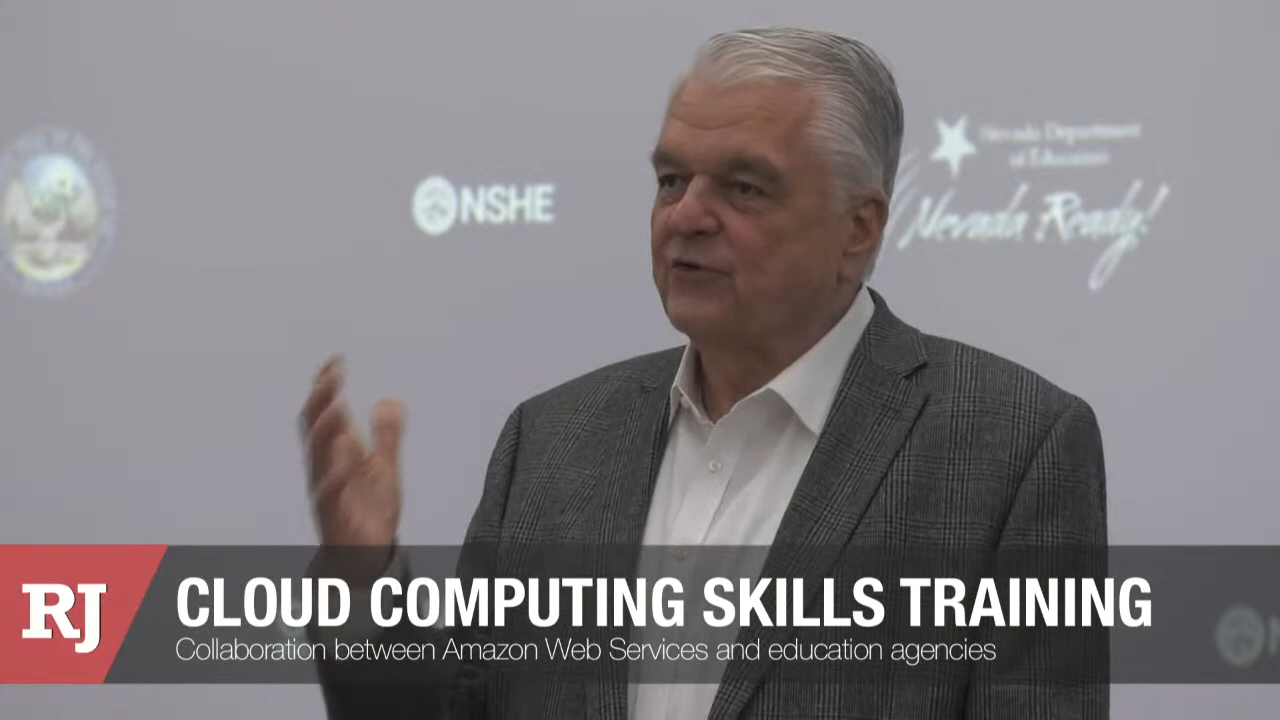 NSHE
Nevada Department
of Education
Nevada Ready!
RJ
CLOUD COMPUTING SKILLS TRAINING
Collaboration between Amazon Web Services and education agencies